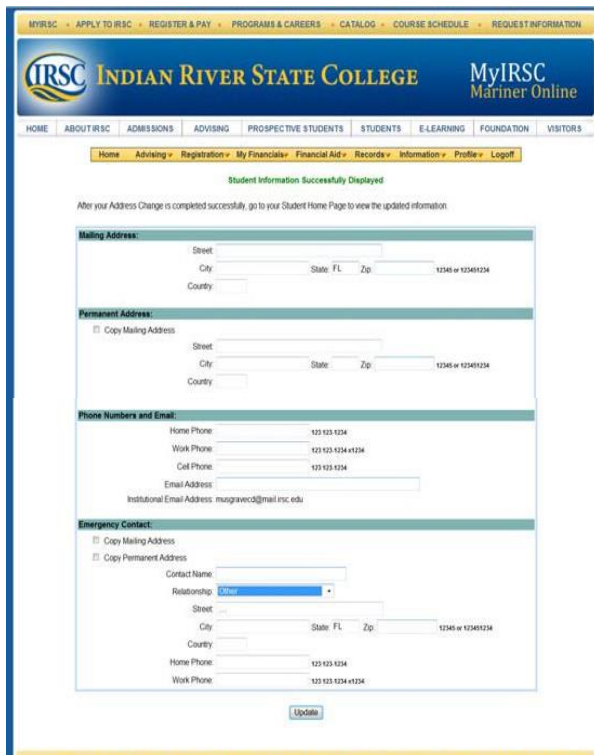 MYIRSC • APPLY TO IRSC • REGISTER & PAY • PROGRAMS & CAREERS • CATALOG • COURSE SCHEDULE • REQUEST INFORMATION
IRSC INDIAN RIVER STATE COLLEGE MyIRSC
Mariner Online
HOME ABOUT IRSC ADMISSIONS ADVISING PROSPECTIVE STUDENTS STUDENTS E-LEARNING FOUNDATION VISITORS
Home Advising Registration My Financials Financial Aid Records Information Profile Logoff
Student Information Successfully Displayed
After your Address Change is completed successfully, go to your Student Home Page to view the updated information.
Mailing Address:
Street:
City: State: FL Zip: 12345 or 123451234
Country:
Permanent Address:
Copy Mailing Address
Street:
City: State: Zip: 12345 or 123451234
Country:
Phone Numbers and Email:
Home Phone: 123 123-1234
Work Phone: 123 123-1234 x1234
Cell Phone: 123 123-1234
Email Address:
Institutional Email Address: musgravecd@mail.irsc.edu
Emergency Contact:
Copy Mailing Address
Copy Permanent Address
Contact Name:
Relationship: Other
Street: ...
City: State: FL Zip: 12345 or 123451234
Country:
Home Phone: 123 123-1234
Work Phone: 123 123-1234 x1234
Update